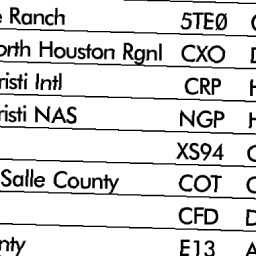 Ranch 5TEØ
orth Houston Rgnl CXO
risti Intl CRP
risti NAS NGP
XS94
Salle County COT
CFD
nty E13